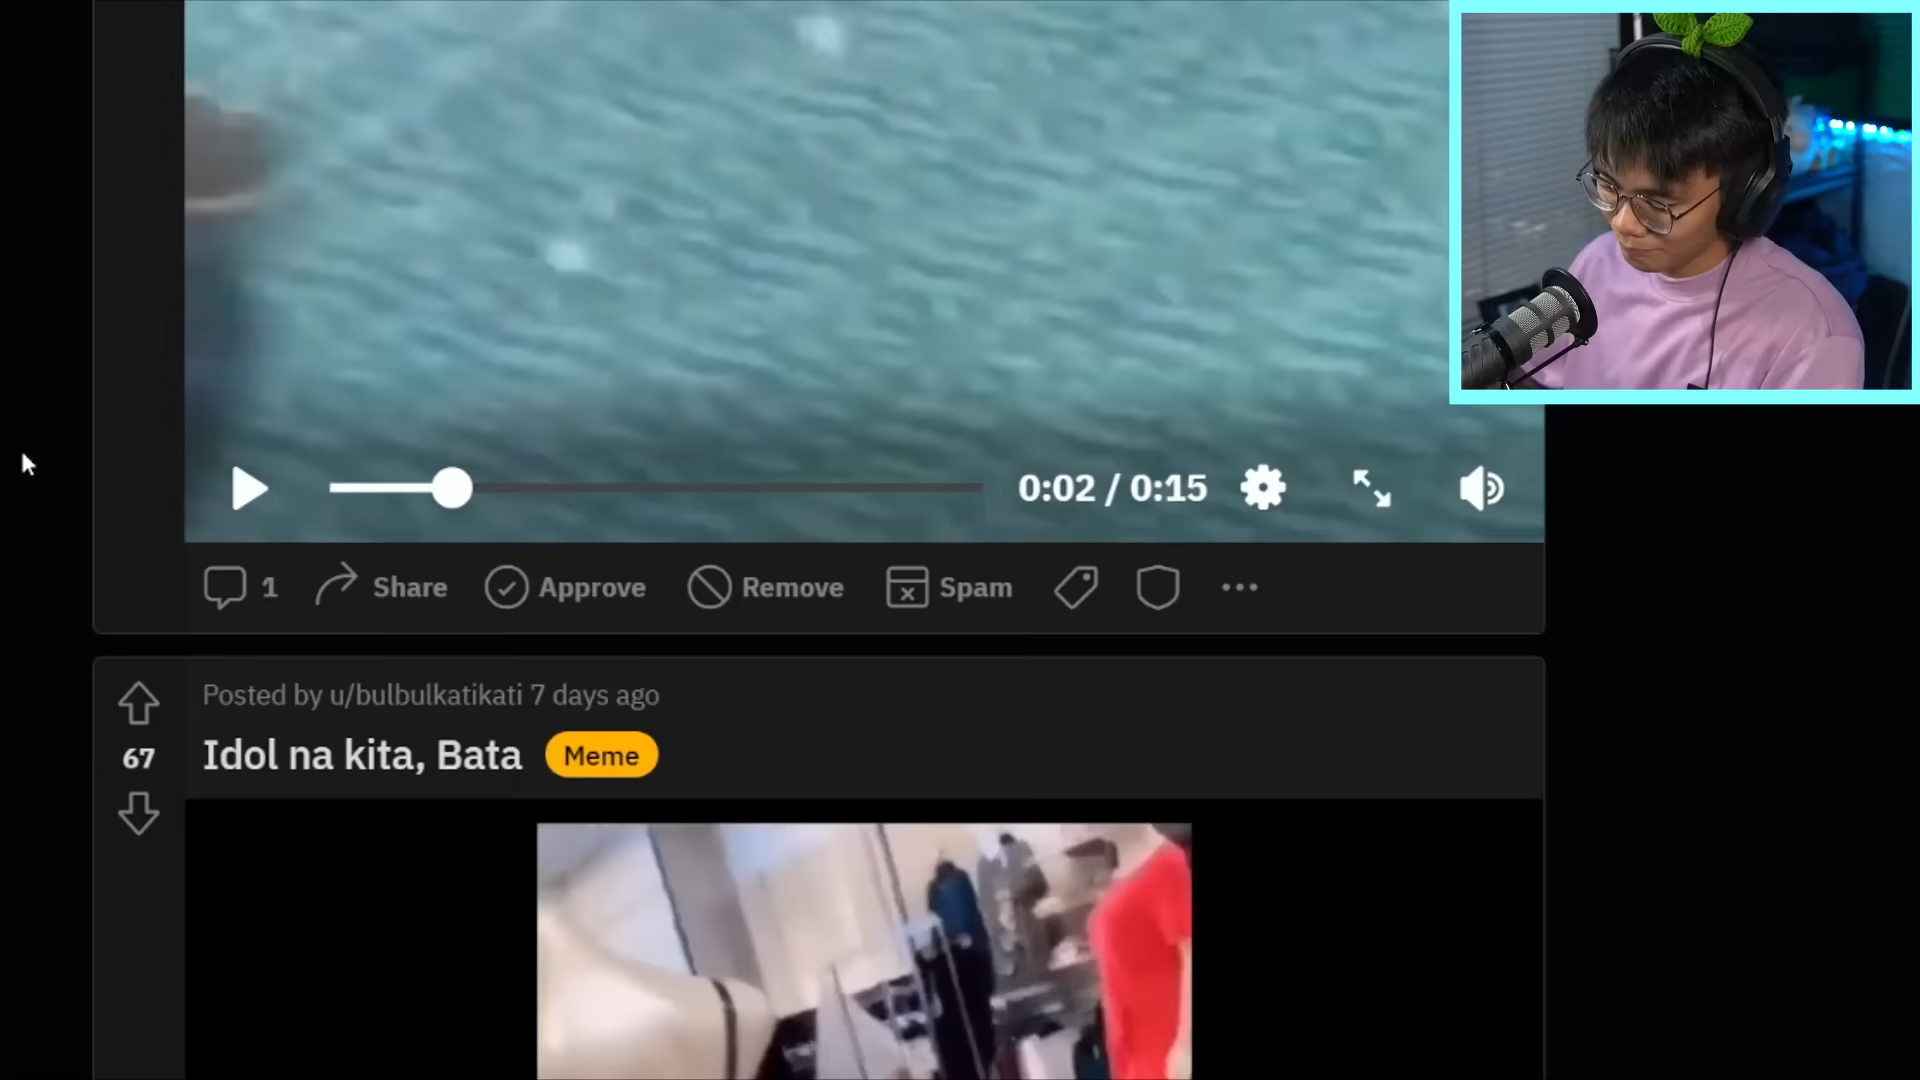 0:02 / 0:15
1 Share Approve Remove Spam
Posted by u/bulbulkatikati 7 days ago
67
Idol na kita, Bata Meme